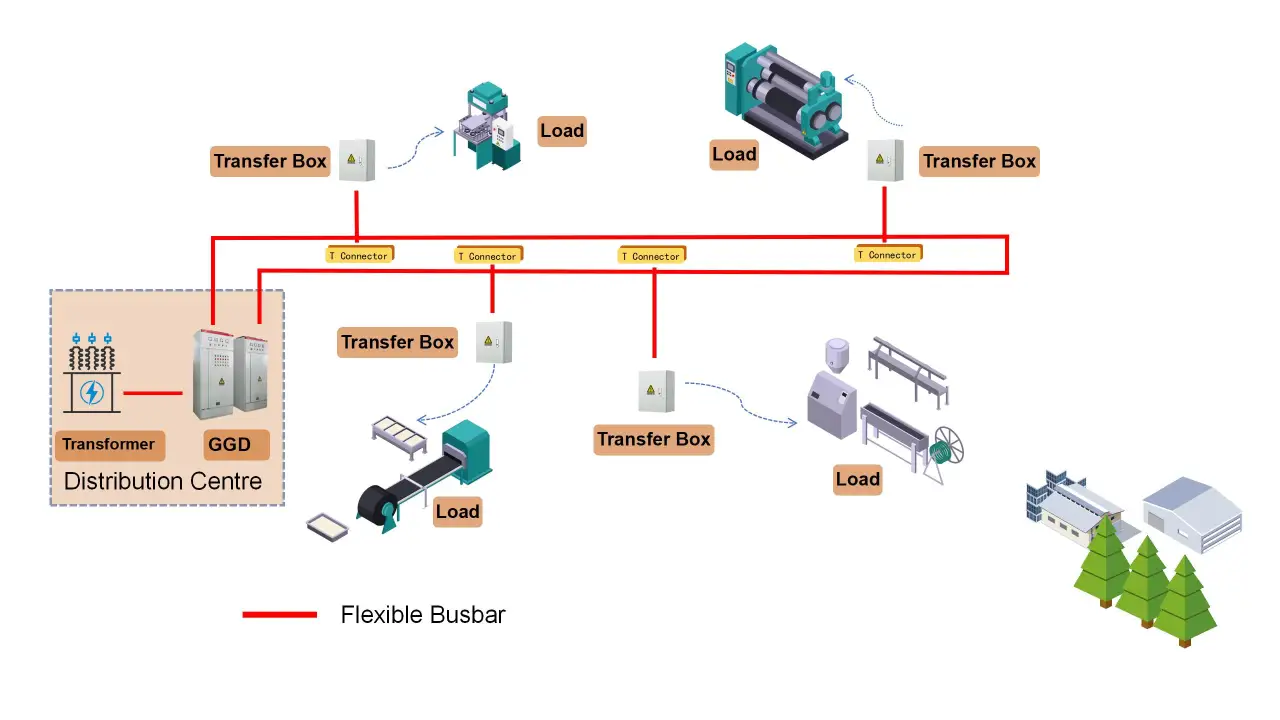 Load
Load
Transfer Box
Transfer Box
T Connector
T Connector
T Connector
T Connector
Transfer Box
Transfer Box
Transformer
GGD
Distribution Centre
Load
Load
Flexible Busbar